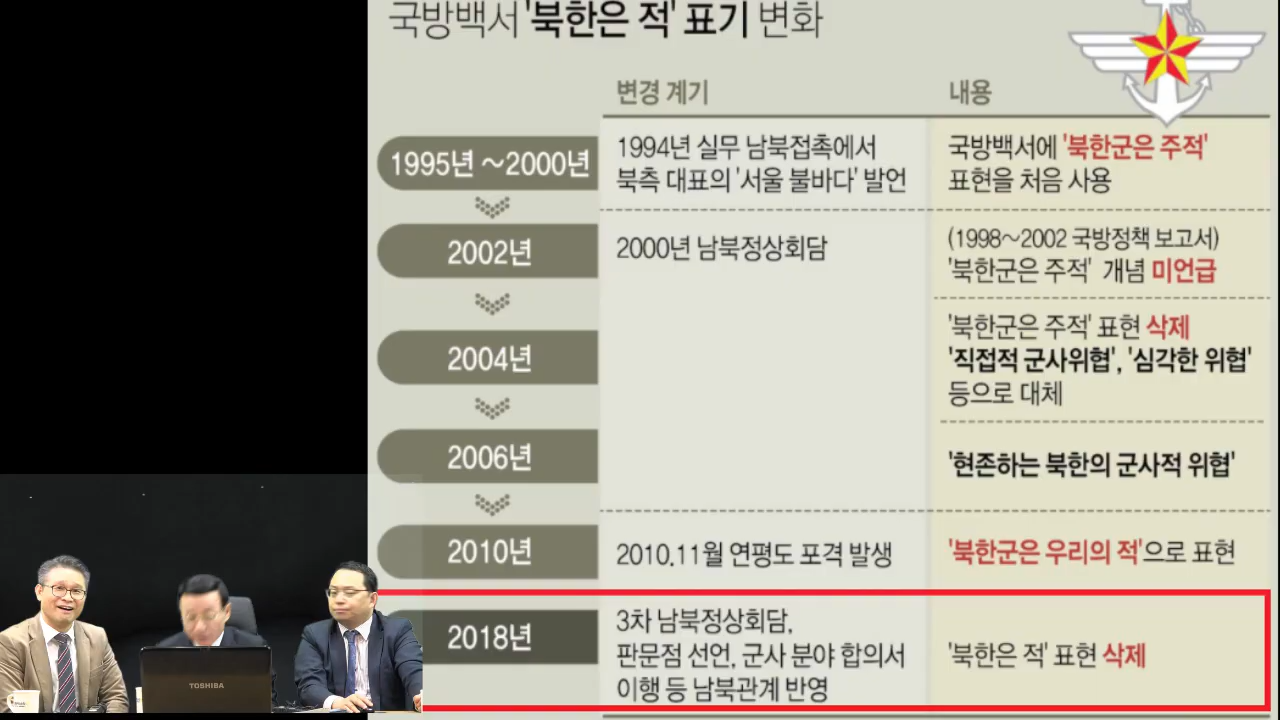 국방백서 '북한은 적' 표기 변화
변경 계기
내용
1995년 ~2000년
1994년 실무 남북접촉에서
북측 대표의 '서울 불바다' 발언
국방백서에 '북한군은 주적'
표현을 처음 사용
2002년
2000년 남북정상회담
(1998~2002 국방정책 보고서)
'북한군은 주적' 개념 미언급
2004년
'북한군은 주적' 표현 삭제
'직접적 군사위협', '심각한 위협'
등으로 대체
2006년
'현존하는 북한의 군사적 위협'
2010년
2010.11월 연평도 포격 발생
'북한군은 우리의 적'으로 표현
2018년
3차 남북정상회담,
판문점 선언, 군사 분야 합의서
이행 등 남북관계 반영
'북한은 적' 표현 삭제
TOSHIBA